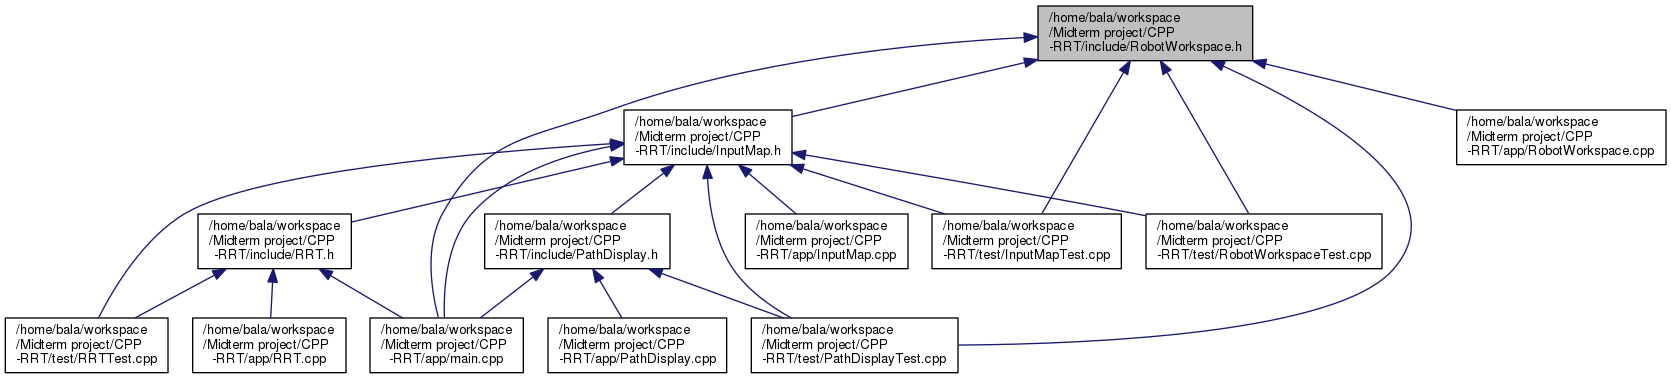 /home/bala/workspace
/Midterm project/CPP
-RRT/include/RobotWorkspace.h
/home/bala/workspace
/Midterm project/CPP
-RRT/include/InputMap.h
/home/bala/workspace
/Midterm project/CPP
-RRT/app/RobotWorkspace.cpp
/home/bala/workspace
/Midterm project/CPP
-RRT/include/RRT.h
/home/bala/workspace
/Midterm project/CPP
-RRT/include/PathDisplay.h
/home/bala/workspace
/Midterm project/CPP
-RRT/app/InputMap.cpp
/home/bala/workspace
/Midterm project/CPP
-RRT/test/InputMapTest.cpp
/home/bala/workspace
/Midterm project/CPP
-RRT/test/RobotWorkspaceTest.cpp
/home/bala/workspace
/Midterm project/CPP
-RRT/test/RRTTest.cpp
/home/bala/workspace
/Midterm project/CPP
-RRT/app/RRT.cpp
/home/bala/workspace
/Midterm project/CPP
-RRT/app/main.cpp
/home/bala/workspace
/Midterm project/CPP
-RRT/app/PathDisplay.cpp
/home/bala/workspace
/Midterm project/CPP
-RRT/test/PathDisplayTest.cpp